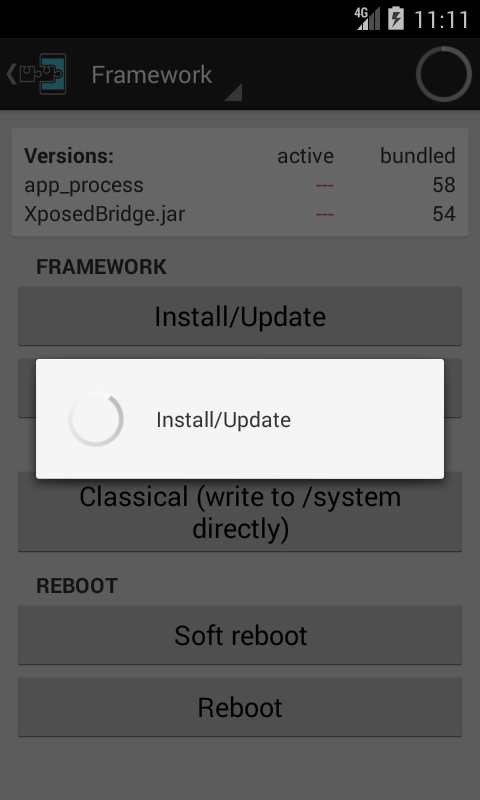 4G 11:11
Framework
Versions: active bundled
app_process --- 58
XposedBridge.jar --- 54
FRAMEWORK
Install/Update
Install/Update
Classical (write to /system
directly)
REBOOT
Soft reboot
Reboot